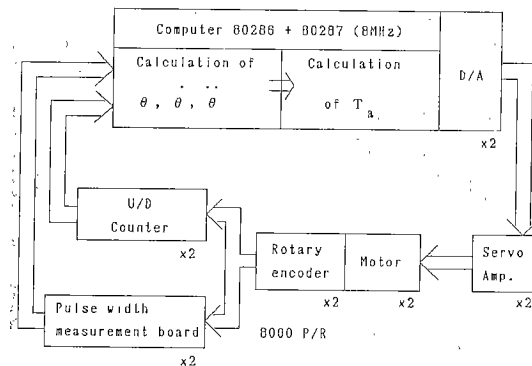 Computer 80286 + 80287 (8MHz)
Calculation of
θ, θ̇, θ̈
Calculation
of Ta
D/A
x2
U/D
Counter
x2
Rotary
encoder
x2
Motor
x2
Servo
Amp.
x2
Pulse width
measurement board
x2
8000 P/R